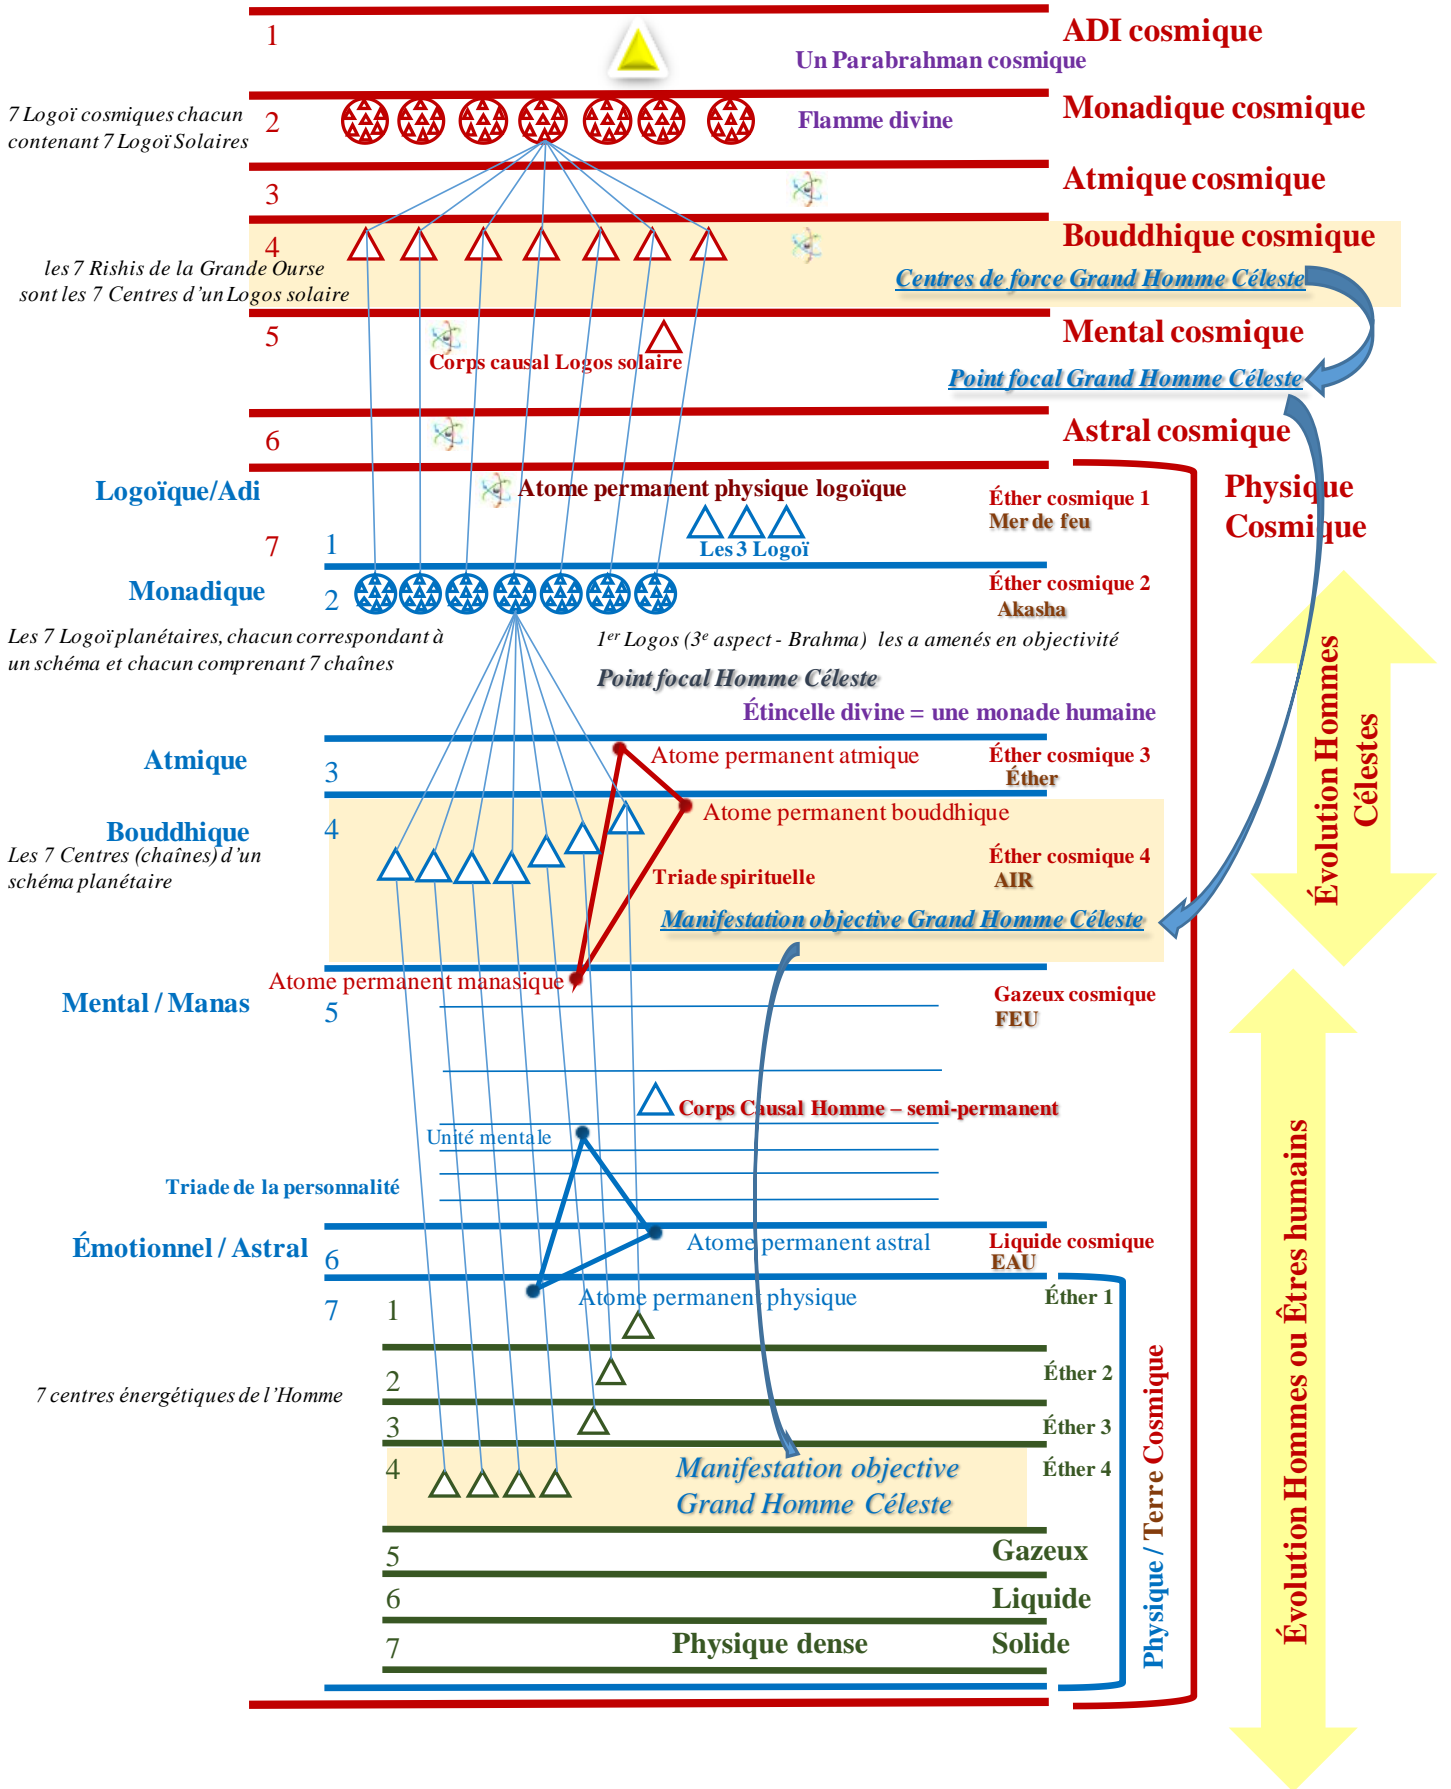 1
ADI cosmique
Un Parabrahman cosmique
7 Logoï cosmiques chacun
contenant 7 Logoï Solaires
2
Flamme divine
Monadique cosmique
3
Atmique cosmique
4
Bouddhique cosmique
les 7 Rishis de la Grande Ourse
sont les 7 Centres d’un Logos solaire
Centres de force Grand Homme Céleste
5
Mental cosmique
Corps causal Logos solaire
Point focal Grand Homme Céleste
6
Astral cosmique
Logoïque/Adi
Atome permanent physique logoïque
Éther cosmique 1
Mer de feu
Physique
Cosmique
7
1
Les 3 Logoï
Monadique
2
Éther cosmique 2
Akasha
Les 7 Logoï planétaires, chacun correspondant à
un schéma et chacun comprenant 7 chaînes
1er Logos (3e aspect - Brahma) les a amenés en objectivité
Point focal Homme Céleste
Étincelle divine = une monade humaine
Évolution Hommes
Célestes
Atmique
3
Atome permanent atmique
Éther cosmique 3
Éther
Bouddhique
4
Atome permanent bouddhique
Les 7 Centres (chaînes) d’un
schéma planétaire
Éther cosmique 4
AIR
Triade spirituelle
Manifestation objective Grand Homme Céleste
Atome permanent manasique
Mental / Manas
5
Gazeux cosmique
FEU
Corps Causal Homme – semi-permanent
Unité mentale
Triade de la personnalité
Émotionnel / Astral
6
Atome permanent astral
Liquide cosmique
EAU
7
1
Atome permanent physique
Éther 1
2
Éther 2
7 centres énergétiques de l’Homme
3
Éther 3
4
Manifestation objective
Grand Homme Céleste
Éther 4
5
Gazeux
6
Liquide
7
Physique dense
Solide
Physique / Terre Cosmique
Évolution Hommes ou Êtres humains